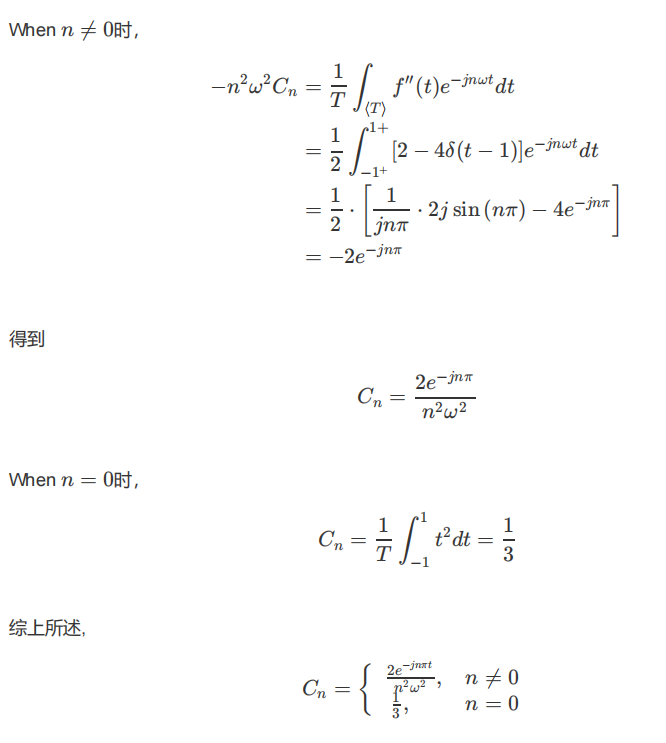 When $n \neq 0$时，
$-n^2\omega^2 C_n = \frac{1}{T}\int_{\langle T\rangle} f''(t)e^{-jn\omega t}dt$
$= \frac{1}{2}\int_{-1^+}^{1+}[2-4\delta(t-1)]e^{-jn\omega t}dt$
$= \frac{1}{2}\cdot\left[\frac{1}{jn\pi}\cdot 2j\sin(n\pi)-4e^{-jn\pi}\right]$
$= -2e^{-jn\pi}$
得到
$C_n = \frac{2e^{-jn\pi}}{n^2\omega^2}$
When $n = 0$时，
$C_n = \frac{1}{T}\int_{-1}^{1}t^2dt = \frac{1}{3}$
综上所述,
$C_n = \begin{cases}\frac{2e^{-jn\pi t}}{n^2\omega^2}, & n \neq 0\\ \frac{1}{3}, & n = 0\end{cases}$